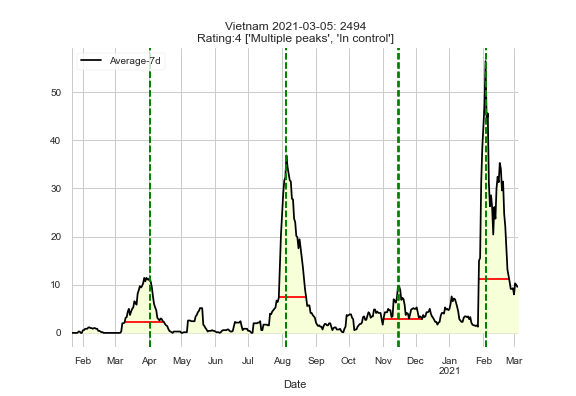 Vietnam 2021-03-05: 2494
Rating:4 ['Multiple peaks', 'In control']
Average-7d
50
40
30
20
10
0
Feb Mar Apr May Jun Jul Aug Sep Oct Nov Dec Jan Feb Mar
2021
Date